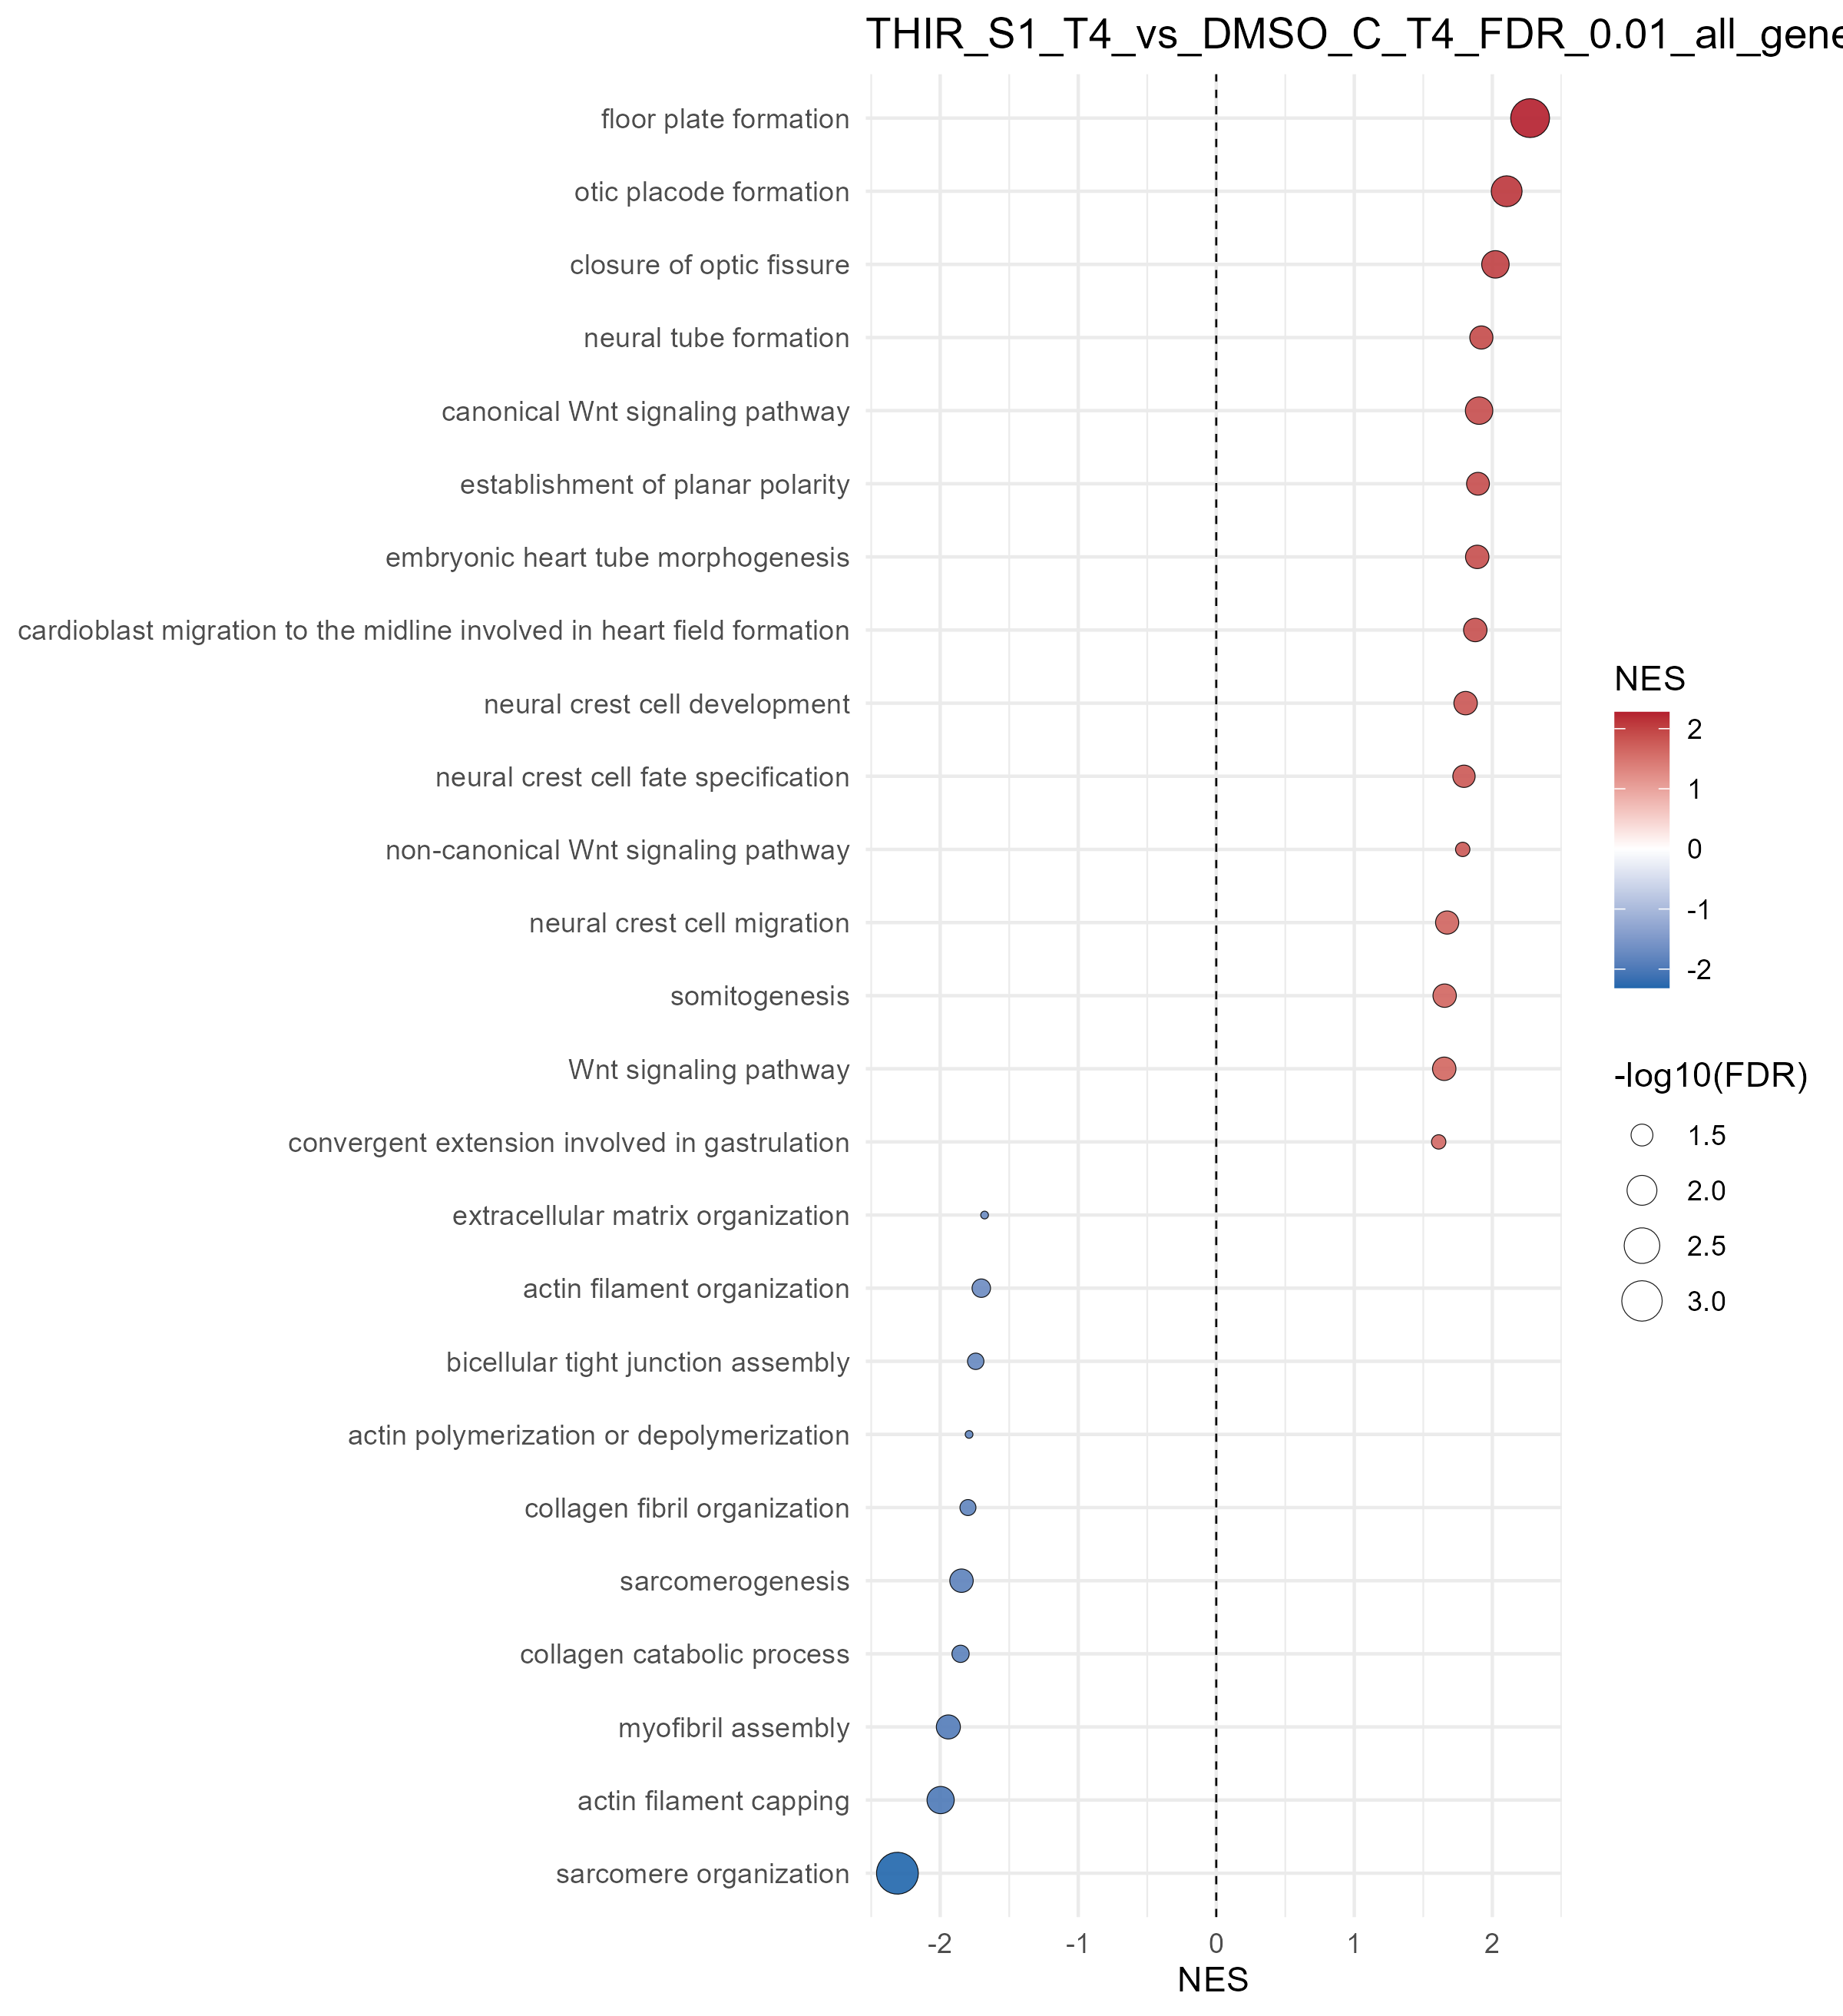 THIR_S1_T4_vs_DMSO_C_T4_FDR_0.01_all_gene
floor plate formation
otic placode formation
closure of optic fissure
neural tube formation
canonical Wnt signaling pathway
establishment of planar polarity
embryonic heart tube morphogenesis
cardioblast migration to the midline involved in heart field formation
neural crest cell development
neural crest cell fate specification
non-canonical Wnt signaling pathway
neural crest cell migration
somitogenesis
Wnt signaling pathway
convergent extension involved in gastrulation
extracellular matrix organization
actin filament organization
bicellular tight junction assembly
actin polymerization or depolymerization
collagen fibril organization
sarcomerogenesis
collagen catabolic process
myofibril assembly
actin filament capping
sarcomere organization
-2 -1 0 1 2
NES
NES
2
1
0
-1
-2
-log10(FDR)
1.5
2.0
2.5
3.0